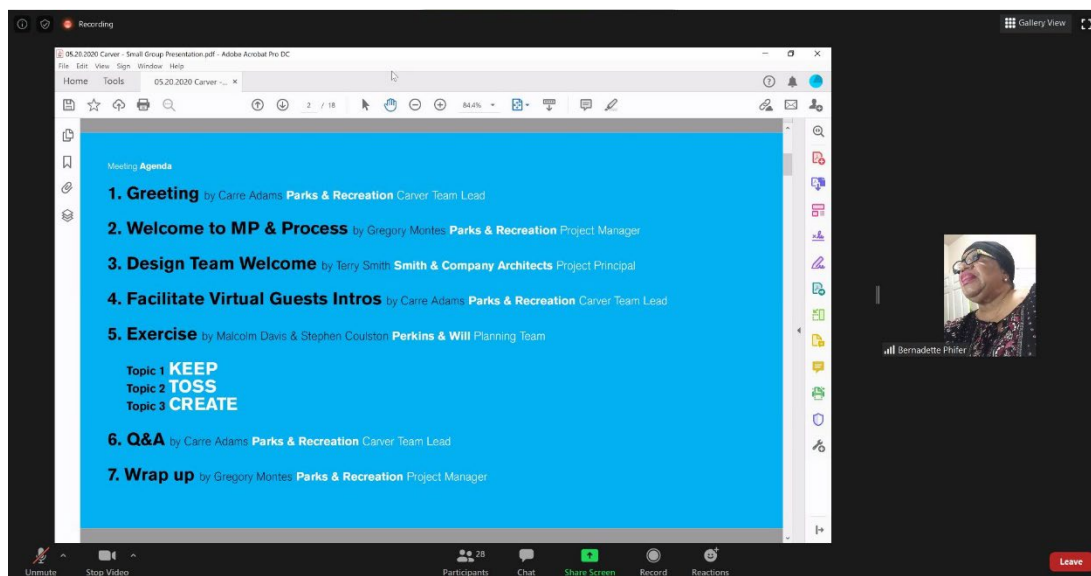 Recording
Gallery View
05.20.2020 Carver - Small Group Presentation.pdf - Adobe Acrobat Pro DC
File Edit View Sign Window Help
Home Tools 05.20.2020 Carver -... ×
2 / 18 84.4%
Meeting Agenda
1. Greeting by Carre Adams Parks & Recreation Carver Team Lead
2. Welcome to MP & Process by Gregory Montes Parks & Recreation Project Manager
3. Design Team Welcome by Terry Smith Smith & Company Architects Project Principal
4. Facilitate Virtual Guests Intros by Carre Adams Parks & Recreation Carver Team Lead
5. Exercise by Malcolm Davis & Stephen Coulston Perkins & Will Planning Team
Topic 1 KEEP
Topic 2 TOSS
Topic 3 CREATE
6. Q&A by Carre Adams Parks & Recreation Carver Team Lead
7. Wrap up by Gregory Montes Parks & Recreation Project Manager
Bernadette Phifer
Unmute Stop Video Participants 28 Chat Share Screen Record Reactions Leave